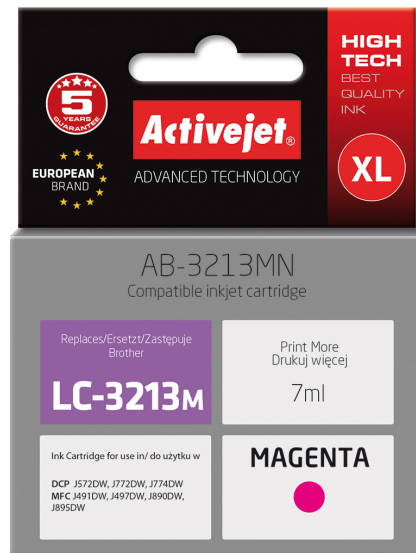 HIGH
TECH
BEST
QUALITY
INK
5
YEARS
GUARANTEE
Activejet®
XL
EUROPEAN
BRAND
ADVANCED TECHNOLOGY
AB-3213MN
Compatible inkjet cartridge
Replaces/Ersetzt/Zastępuje
Brother
LC-3213M
Print More
Drukuj więcej
7ml
Ink Cartridge for use in/ do użytku w
DCP J572DW, J772DW, J774DW
MFC J491DW, J497DW, J890DW,
J895DW
MAGENTA